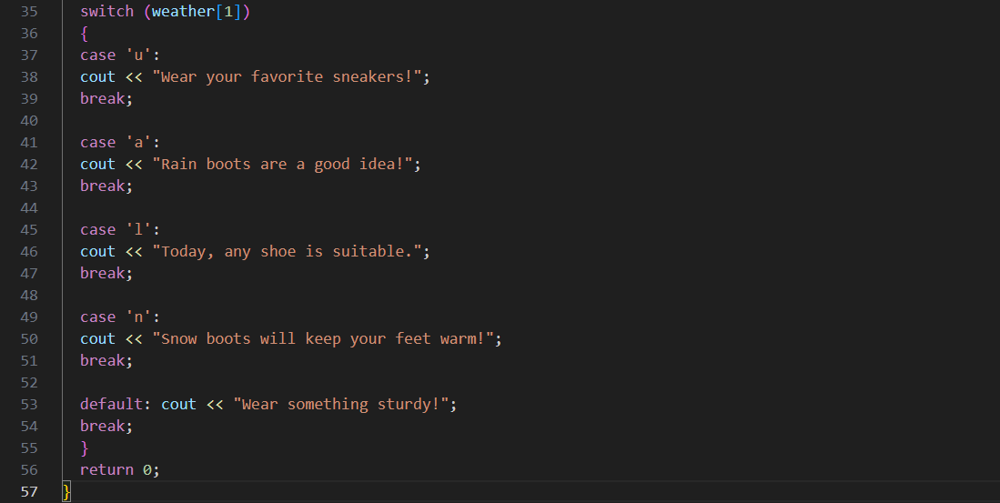 35 switch (weather[1])
36 {
37 case 'u':
38 cout << "Wear your favorite sneakers!";
39 break;
40
41 case 'a':
42 cout << "Rain boots are a good idea!";
43 break;
44
45 case 'l':
46 cout << "Today, any shoe is suitable.";
47 break;
48
49 case 'n':
50 cout << "Snow boots will keep your feet warm!";
51 break;
52
53 default: cout << "Wear something sturdy!";
54 break;
55 }
56 return 0;
57 }